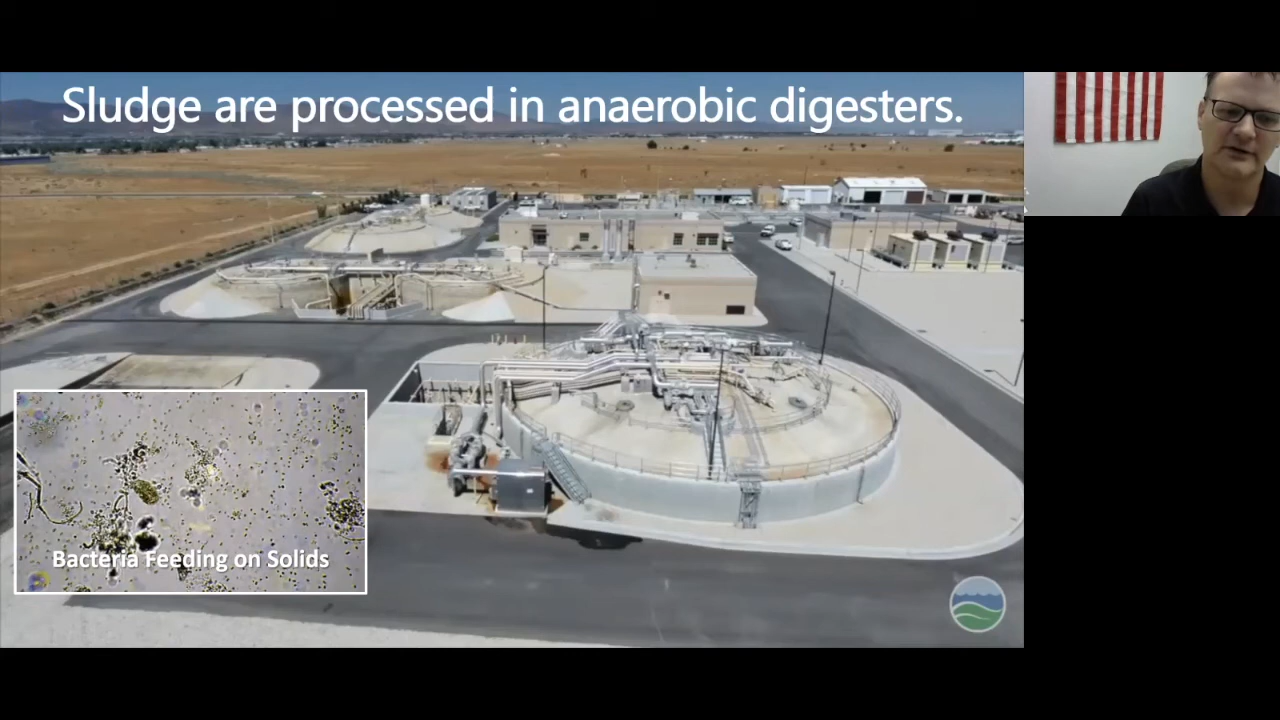 Sludge are processed in anaerobic digesters.
Bacteria Feeding on Solids